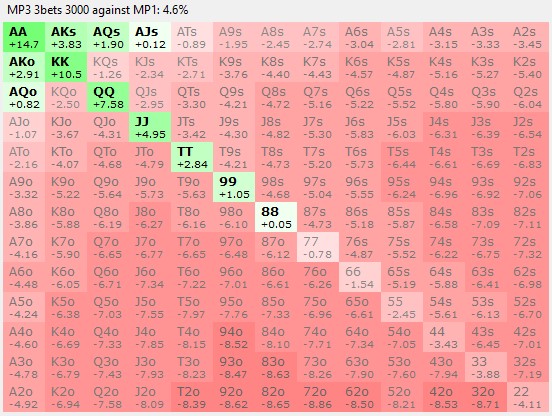 MP3 3bets 3000 against MP1: 4.6%
AA AKs AQs AJs ATs A9s A8s A7s A6s A5s A4s A3s A2s
+14.7 +3.83 +1.90 +0.12 -0.89 -1.95 -2.45 -2.74 -3.04 -2.81 -3.15 -3.33 -3.45
AKo KK KQs KJs KTs K9s K8s K7s K6s K5s K4s K3s K2s
+2.91 +10.5 -1.26 -2.34 -2.71 -3.76 -4.40 -4.43 -4.57 -4.87 -5.16 -5.27 -5.40
AQo KQo QQ QJs QTs Q9s Q8s Q7s Q6s Q5s Q4s Q3s Q2s
+0.82 -2.50 +7.58 -2.95 -3.30 -4.21 -4.72 -5.16 -5.22 -5.52 -5.80 -5.90 -6.04
AJo KJo QJo JJ JTs J9s J8s J7s J6s J5s J4s J3s J2s
-1.07 -3.67 -4.31 +4.95 -3.42 -4.30 -4.82 -5.30 -5.83 -6.03 -6.31 -6.39 -6.54
ATo KTo QTo JTo TT T9s T8s T7s T6s T5s T4s T3s T2s
-2.16 -4.07 -4.68 -4.79 +2.84 -4.21 -4.73 -5.20 -5.73 -6.44 -6.61 -6.69 -6.83
A9o K9o Q9o J9o T9o 99 98s 97s 96s 95s 94s 93s 92s
-3.32 -5.22 -5.64 -5.73 -5.63 +1.05 -4.68 -5.04 -5.55 -6.24 -6.96 -6.92 -7.06
A8o K8o Q8o J8o T8o 98o 88 87s 86s 85s 84s 83s 82s
-3.86 -5.88 -6.19 -6.27 -6.16 -6.10 +0.05 -4.73 -5.18 -5.87 -6.58 -7.09 -7.11
A7o K7o Q7o J7o T7o 97o 87o 77 76s 75s 74s 73s 72s
-4.16 -5.90 -6.65 -6.77 -6.65 -6.48 -6.12 -0.78 -4.87 -5.52 -6.22 -6.75 -7.32
A6o K6o Q6o J6o T6o 96o 86o 76o 66 65s 64s 63s 62s
-4.48 -6.05 -6.71 -7.34 -7.22 -7.01 -6.61 -6.26 -1.54 -5.19 -5.88 -6.41 -6.98
A5o K5o Q5o J5o T5o 95o 85o 75o 65o 55 54s 53s 52s
-4.24 -6.38 -7.03 -7.55 -7.97 -7.76 -7.33 -6.96 -6.61 -2.45 -5.61 -6.13 -6.70
A4o K4o Q4o J4o T4o 94o 84o 74o 64o 54o 44 43s 42s
-4.60 -6.69 -7.33 -7.85 -8.15 -8.52 -8.10 -7.71 -7.34 -7.05 -3.43 -6.45 -7.01
A3o K3o Q3o J3o T3o 93o 83o 73o 63o 53o 43o 33 32s
-4.78 -6.79 -7.43 -7.93 -8.23 -8.47 -8.63 -8.26 -7.90 -7.60 -7.94 -3.88 -7.19
A2o K2o Q2o J2o T2o 92o 82o 72o 62o 52o 42o 32o 22
-4.92 -6.94 -7.58 -8.09 -8.39 -8.62 -8.65 -8.86 -8.50 -8.21 -8.53 -8.71 -4.11